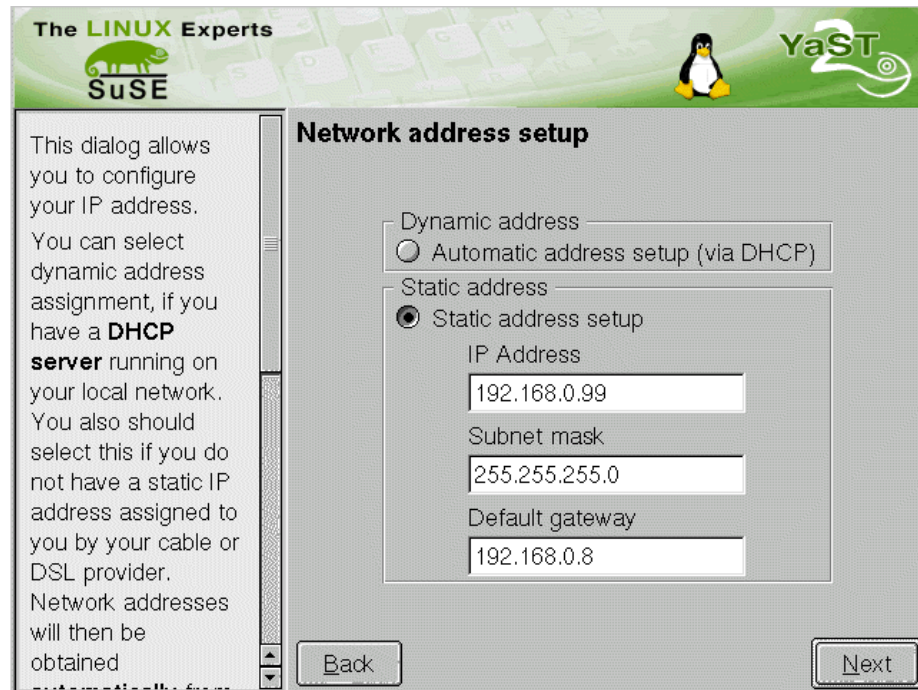 The LINUX Experts
SuSE
YaST
2
This dialog allows
you to configure
your IP address.
You can select
dynamic address
assignment, if you
have a DHCP
server running on
your local network.
You also should
select this if you do
not have a static IP
address assigned to
you by your cable or
DSL provider.
Network addresses
will then be
obtained
automatically from
Network address setup
Dynamic address
Automatic address setup (via DHCP)
Static address
Static address setup
IP Address
192.168.0.99
Subnet mask
255.255.255.0
Default gateway
192.168.0.8
Back
Next